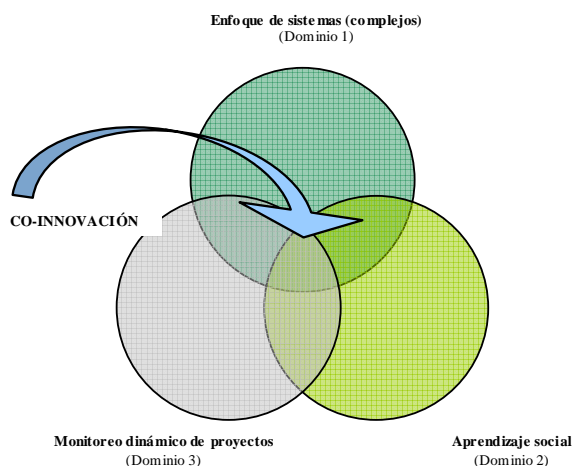 Enfoque de sistemas (complejos)
(Dominio 1)
CO-INNOVACIÓN
Monitoreo dinámico de proyectos
(Dominio 3)
Aprendizaje social
(Dominio 2)